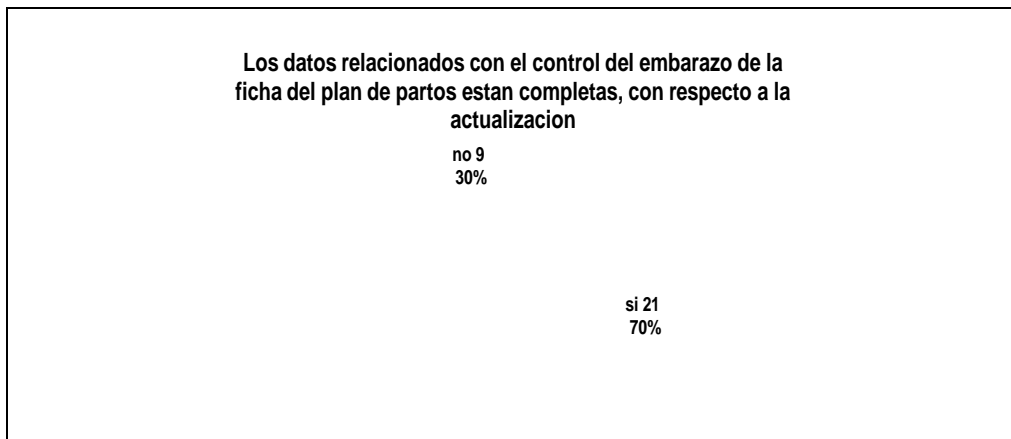 Los datos relacionados con el control del embarazo de la
ficha del plan de partos estan completas, con respecto a la
actualizacion
no 9
30%
si 21
70%